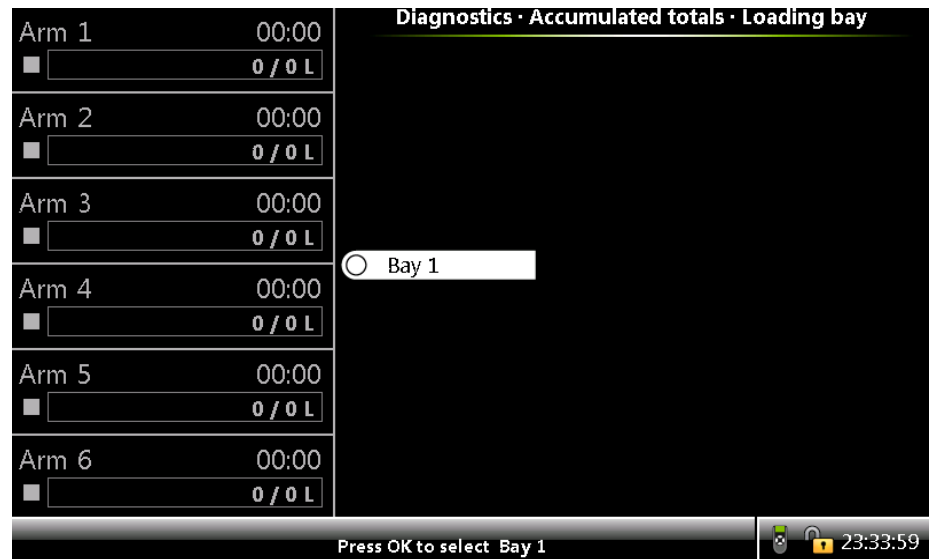 Diagnostics · Accumulated totals · Loading bay
Arm 1 00:00
0 / 0 L
Arm 2 00:00
0 / 0 L
Arm 3 00:00
0 / 0 L
Arm 4 00:00
0 / 0 L
Arm 5 00:00
0 / 0 L
Arm 6 00:00
0 / 0 L
Bay 1
Press OK to select Bay 1
23:33:59